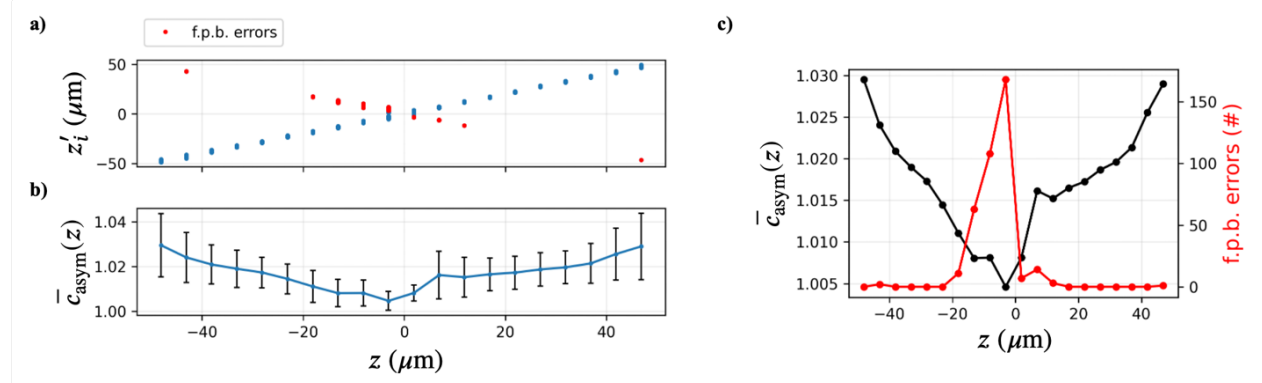 a)
f.p.b. errors
50
0
−50
z′ᵢ (μm)
b)
1.04
1.02
1.00
c̅asym(z)
−40
−20
0
20
40
z (μm)
c)
1.030
1.025
1.020
1.015
1.010
1.005
c̅asym(z)
150
100
50
0
f.p.b. errors (#)
−40
−20
0
20
40
z (μm)